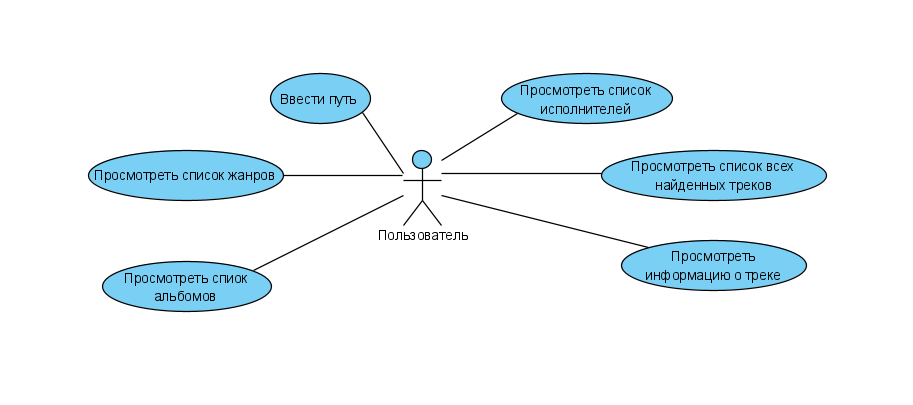 Ввести путь
Просмотреть список
исполнителей
Просмотреть список жанров
Просмотреть список всех
найденных треков
Пользователь
Просмотреть
информацию о треке
Просмотреть спиок
альбомов